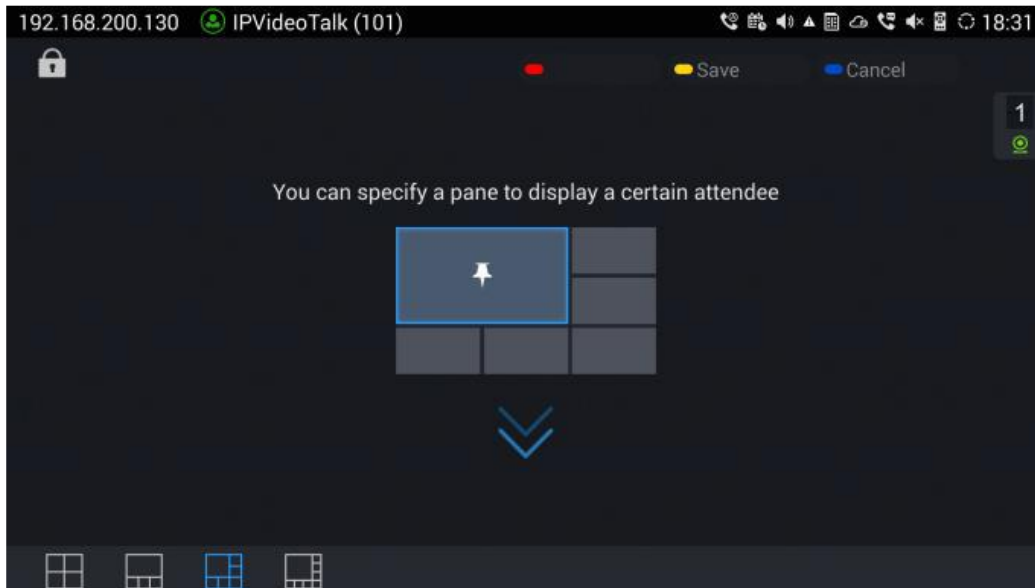 192.168.200.130 IPVideoTalk (101) 18:31
Save Cancel
1
You can specify a pane to display a certain attendee